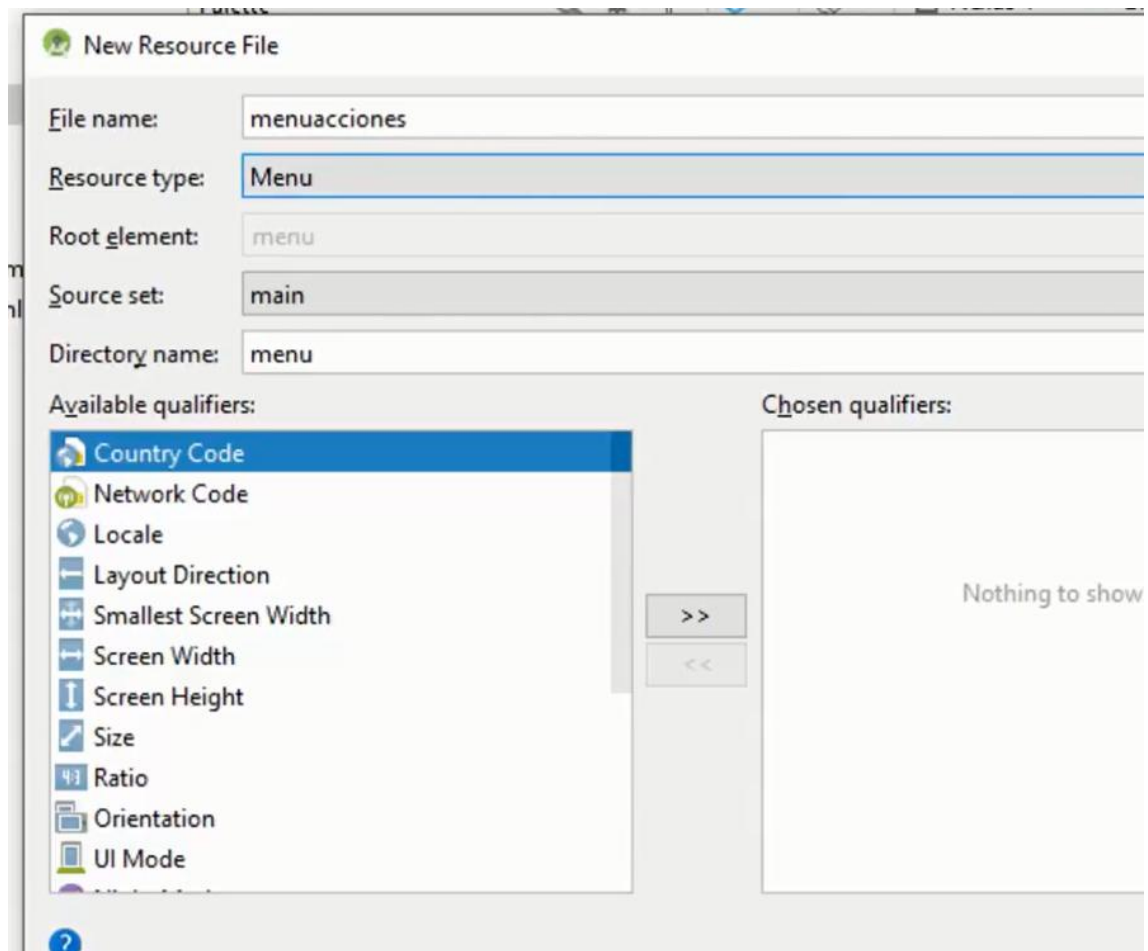 New Resource File
File name: menuacciones
Resource type: Menu
Root element: menu
Source set: main
Directory name: menu
Available qualifiers:
Chosen qualifiers:
Country Code
Network Code
Locale
Layout Direction
Smallest Screen Width
Screen Width
Screen Height
Size
Ratio
Orientation
UI Mode
>>
<<
Nothing to show
?